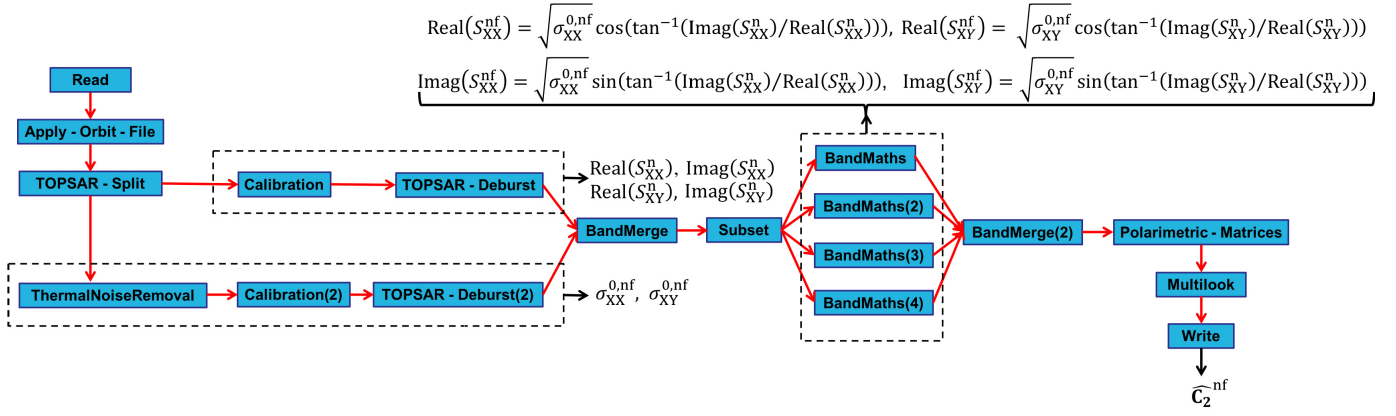 Real(S_XX^nf) = √σ_XX^0,nf cos(tan⁻¹(Imag(S_XX^n)/Real(S_XX^n))), Real(S_XY^nf) = √σ_XY^0,nf cos(tan⁻¹(Imag(S_XY^n)/Real(S_XY^n)))
Imag(S_XX^nf) = √σ_XX^0,nf sin(tan⁻¹(Imag(S_XX^n)/Real(S_XX^n))), Imag(S_XY^nf) = √σ_XY^0,nf sin(tan⁻¹(Imag(S_XY^n)/Real(S_XY^n)))
Read
Apply - Orbit - File
TOPSAR - Split
Calibration
TOPSAR - Deburst
Real(S_XX^n), Imag(S_XX^n)
Real(S_XY^n), Imag(S_XY^n)
ThermalNoiseRemoval
Calibration(2)
TOPSAR - Deburst(2)
σ_XX^0,nf, σ_XY^0,nf
BandMerge
Subset
BandMaths
BandMaths(2)
BandMaths(3)
BandMaths(4)
BandMerge(2)
Polarimetric - Matrices
Multilook
Write
Ĉ₂^nf